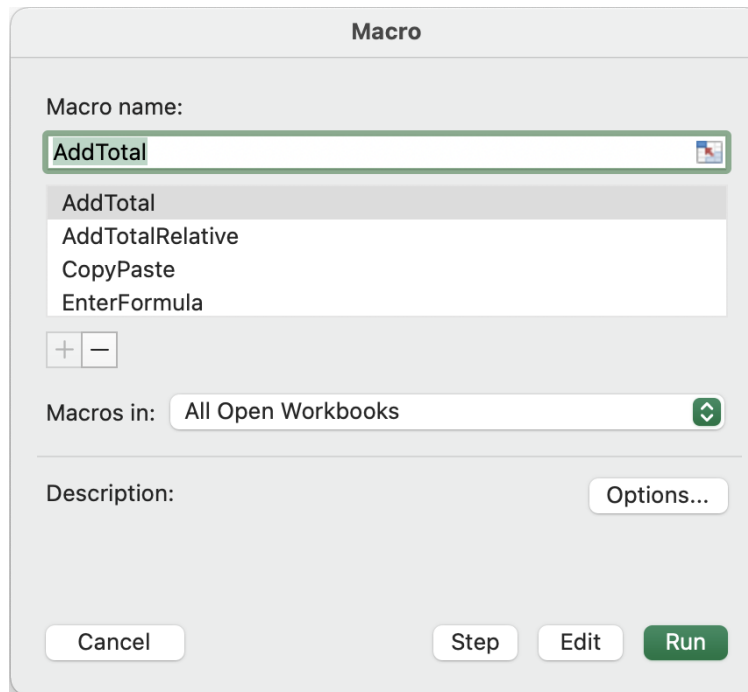 Macro
Macro name:
AddTotal
AddTotal
AddTotalRelative
CopyPaste
EnterFormula
+ −
Macros in: All Open Workbooks
Description: Options...
Cancel Step Edit Run